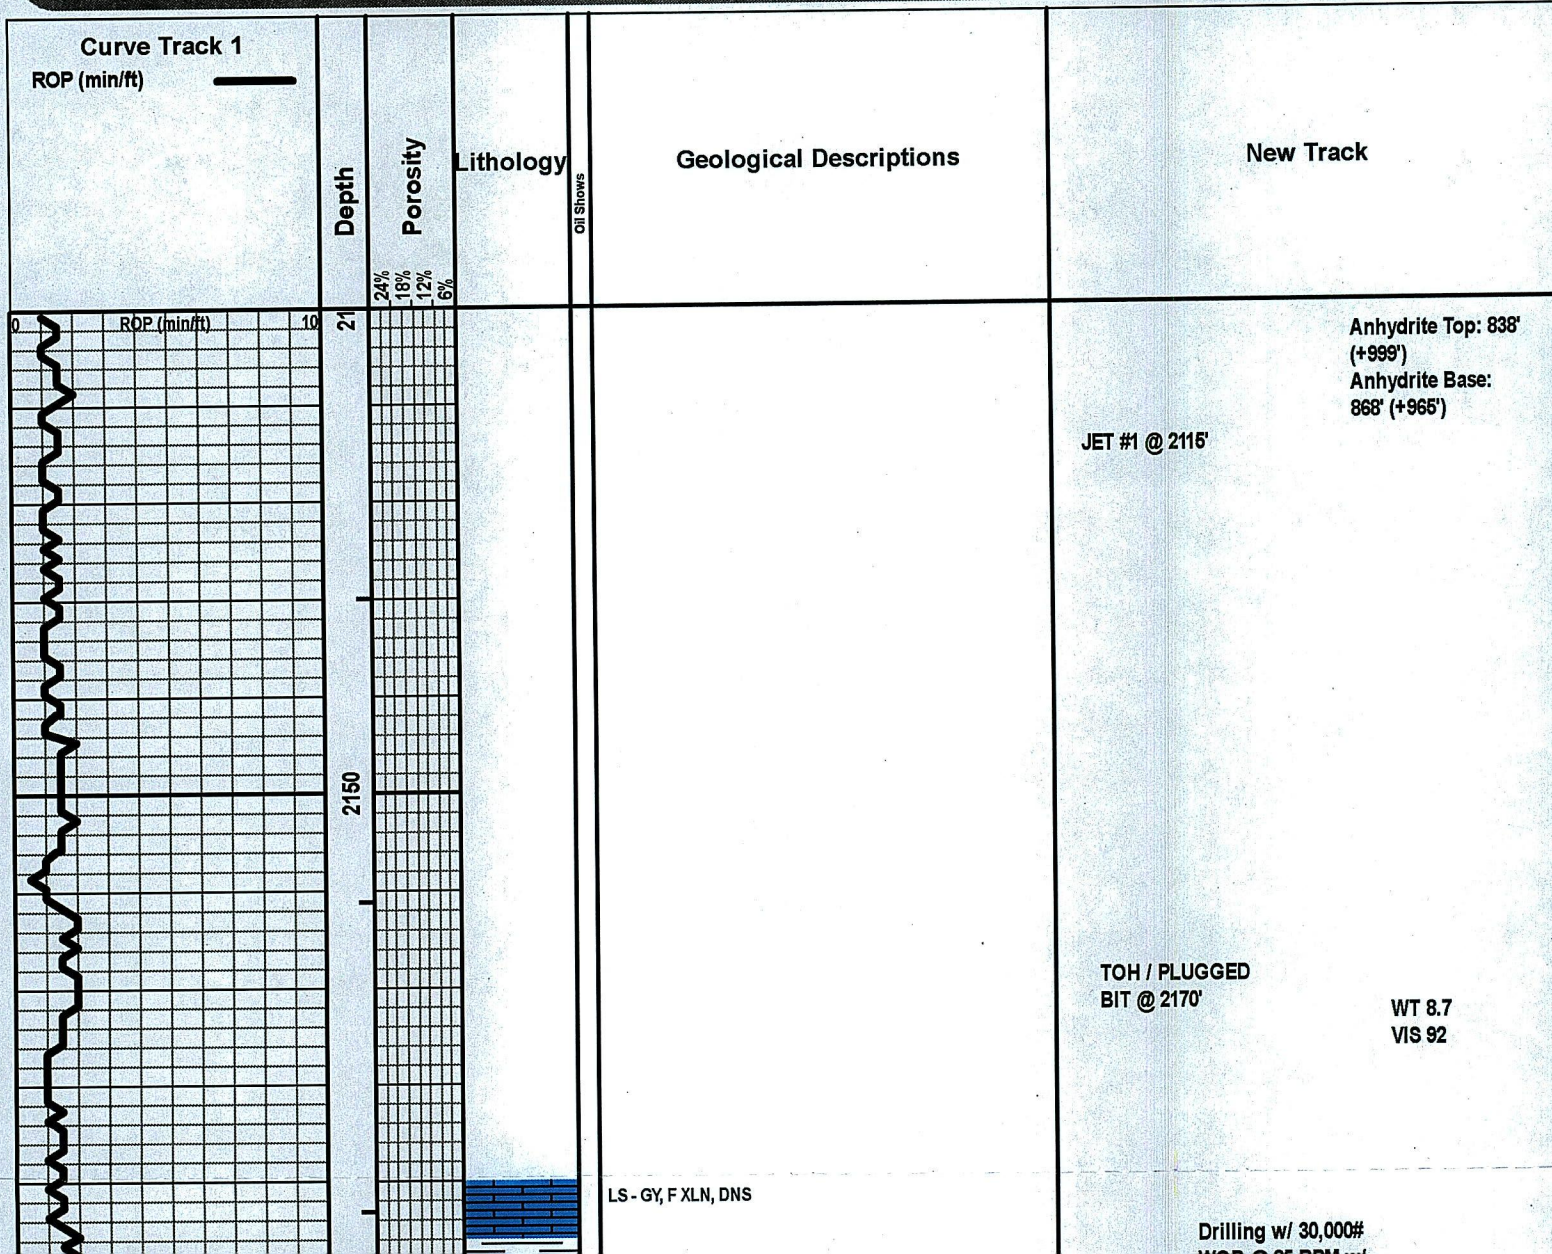 Curve Track 1
ROP (min/ft)
Depth
Porosity
24%
18%
12%
6%
Lithology
Oil Shows
Geological Descriptions
New Track
0 ROP (min/ft) 10
21
Anhydrite Top: 838'
(+999')
Anhydrite Base:
868' (+965')
JET #1 @ 2115'
2150
TOH / PLUGGED
BIT @ 2170'
WT 8.7
VIS 92
LS - GY, F XLN, DNS
Drilling w/ 30,000#